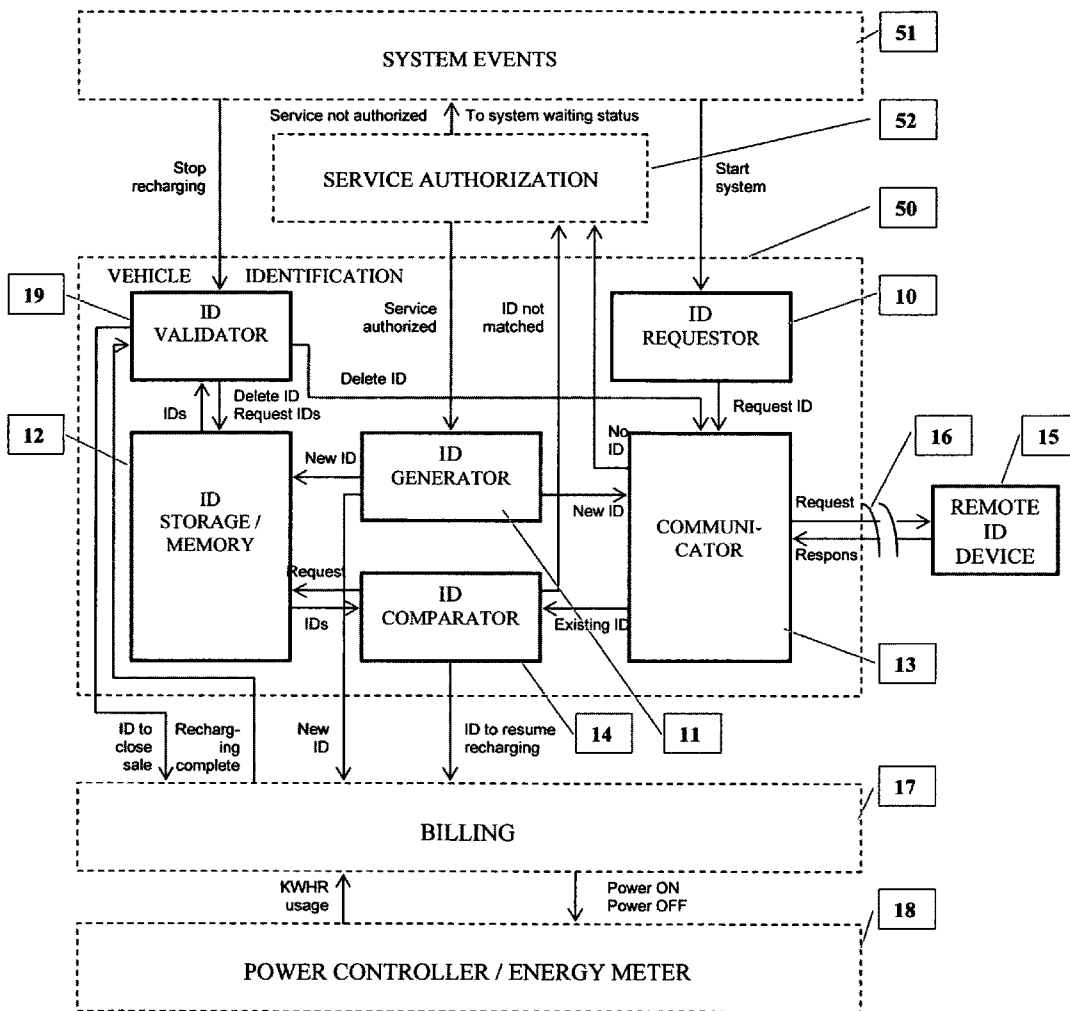 51
SYSTEM EVENTS
Service not authorized
To system waiting status
52
Stop
recharging
SERVICE AUTHORIZATION
Start
system
50
VEHICLE IDENTIFICATION
19
ID
VALIDATOR
Service
authorized
ID not
matched
ID
REQUESTOR
10
Delete ID
IDs
Delete ID
Request IDs
Request ID
12
No
ID
16
15
ID
STORAGE /
MEMORY
New ID
ID
GENERATOR
New ID
COMMUNI-
CATOR
Request
Respons
REMOTE
ID
DEVICE
Request
IDs
ID
COMPARATOR
Existing ID
13
ID to
close
sale
Recharg-
ing
complete
New
ID
ID to resume
recharging
14
11
17
BILLING
KWHR
usage
Power ON
Power OFF
18
POWER CONTROLLER / ENERGY METER